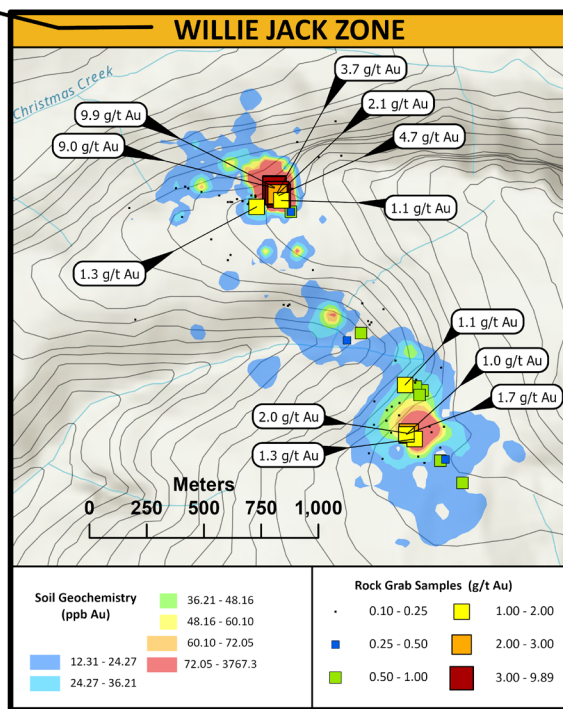 WILLIE JACK ZONE
Christmas Creek
3.7 g/t Au
2.1 g/t Au
9.9 g/t Au
4.7 g/t Au
9.0 g/t Au
1.1 g/t Au
1.3 g/t Au
1.1 g/t Au
1.0 g/t Au
1.7 g/t Au
2.0 g/t Au
1.3 g/t Au
Meters
0 250 500 750 1,000
Soil Geochemistry
(ppb Au)
12.31 - 24.27
24.27 - 36.21
36.21 - 48.16
48.16 - 60.10
60.10 - 72.05
72.05 - 3767.3
Rock Grab Samples (g/t Au)
0.10 - 0.25
0.25 - 0.50
0.50 - 1.00
1.00 - 2.00
2.00 - 3.00
3.00 - 9.89